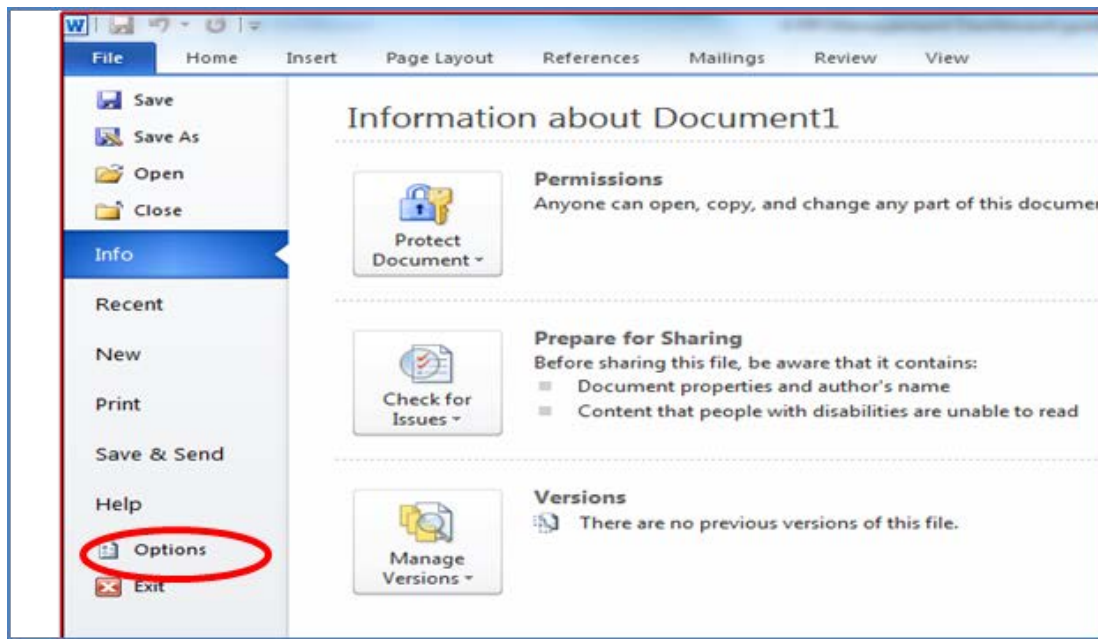 W
File Home Insert Page Layout References Mailings Review View
Save
Save As
Open
Close
Info
Recent
New
Print
Save & Send
Help
Options
Exit
Information about Document1
Protect
Document
Permissions
Anyone can open, copy, and change any part of this
Check for
Issues
Prepare for Sharing
Before sharing this file, be aware that it contains:
Document properties and author's name
Content that people with disabilities are unable to read
Manage
Versions
Versions
There are no previous versions of this file.